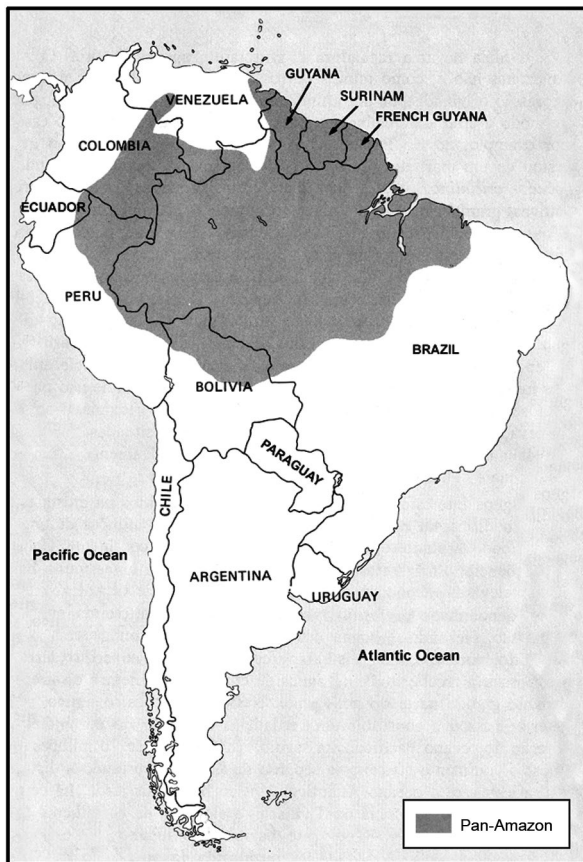 GUYANA
VENEZUELA
SURINAM
FRENCH GUYANA
COLOMBIA
ECUADOR
PERU
BRAZIL
BOLIVIA
PARAGUAY
CHILE
Pacific Ocean
ARGENTINA
URUGUAY
Atlantic Ocean
Pan-Amazon